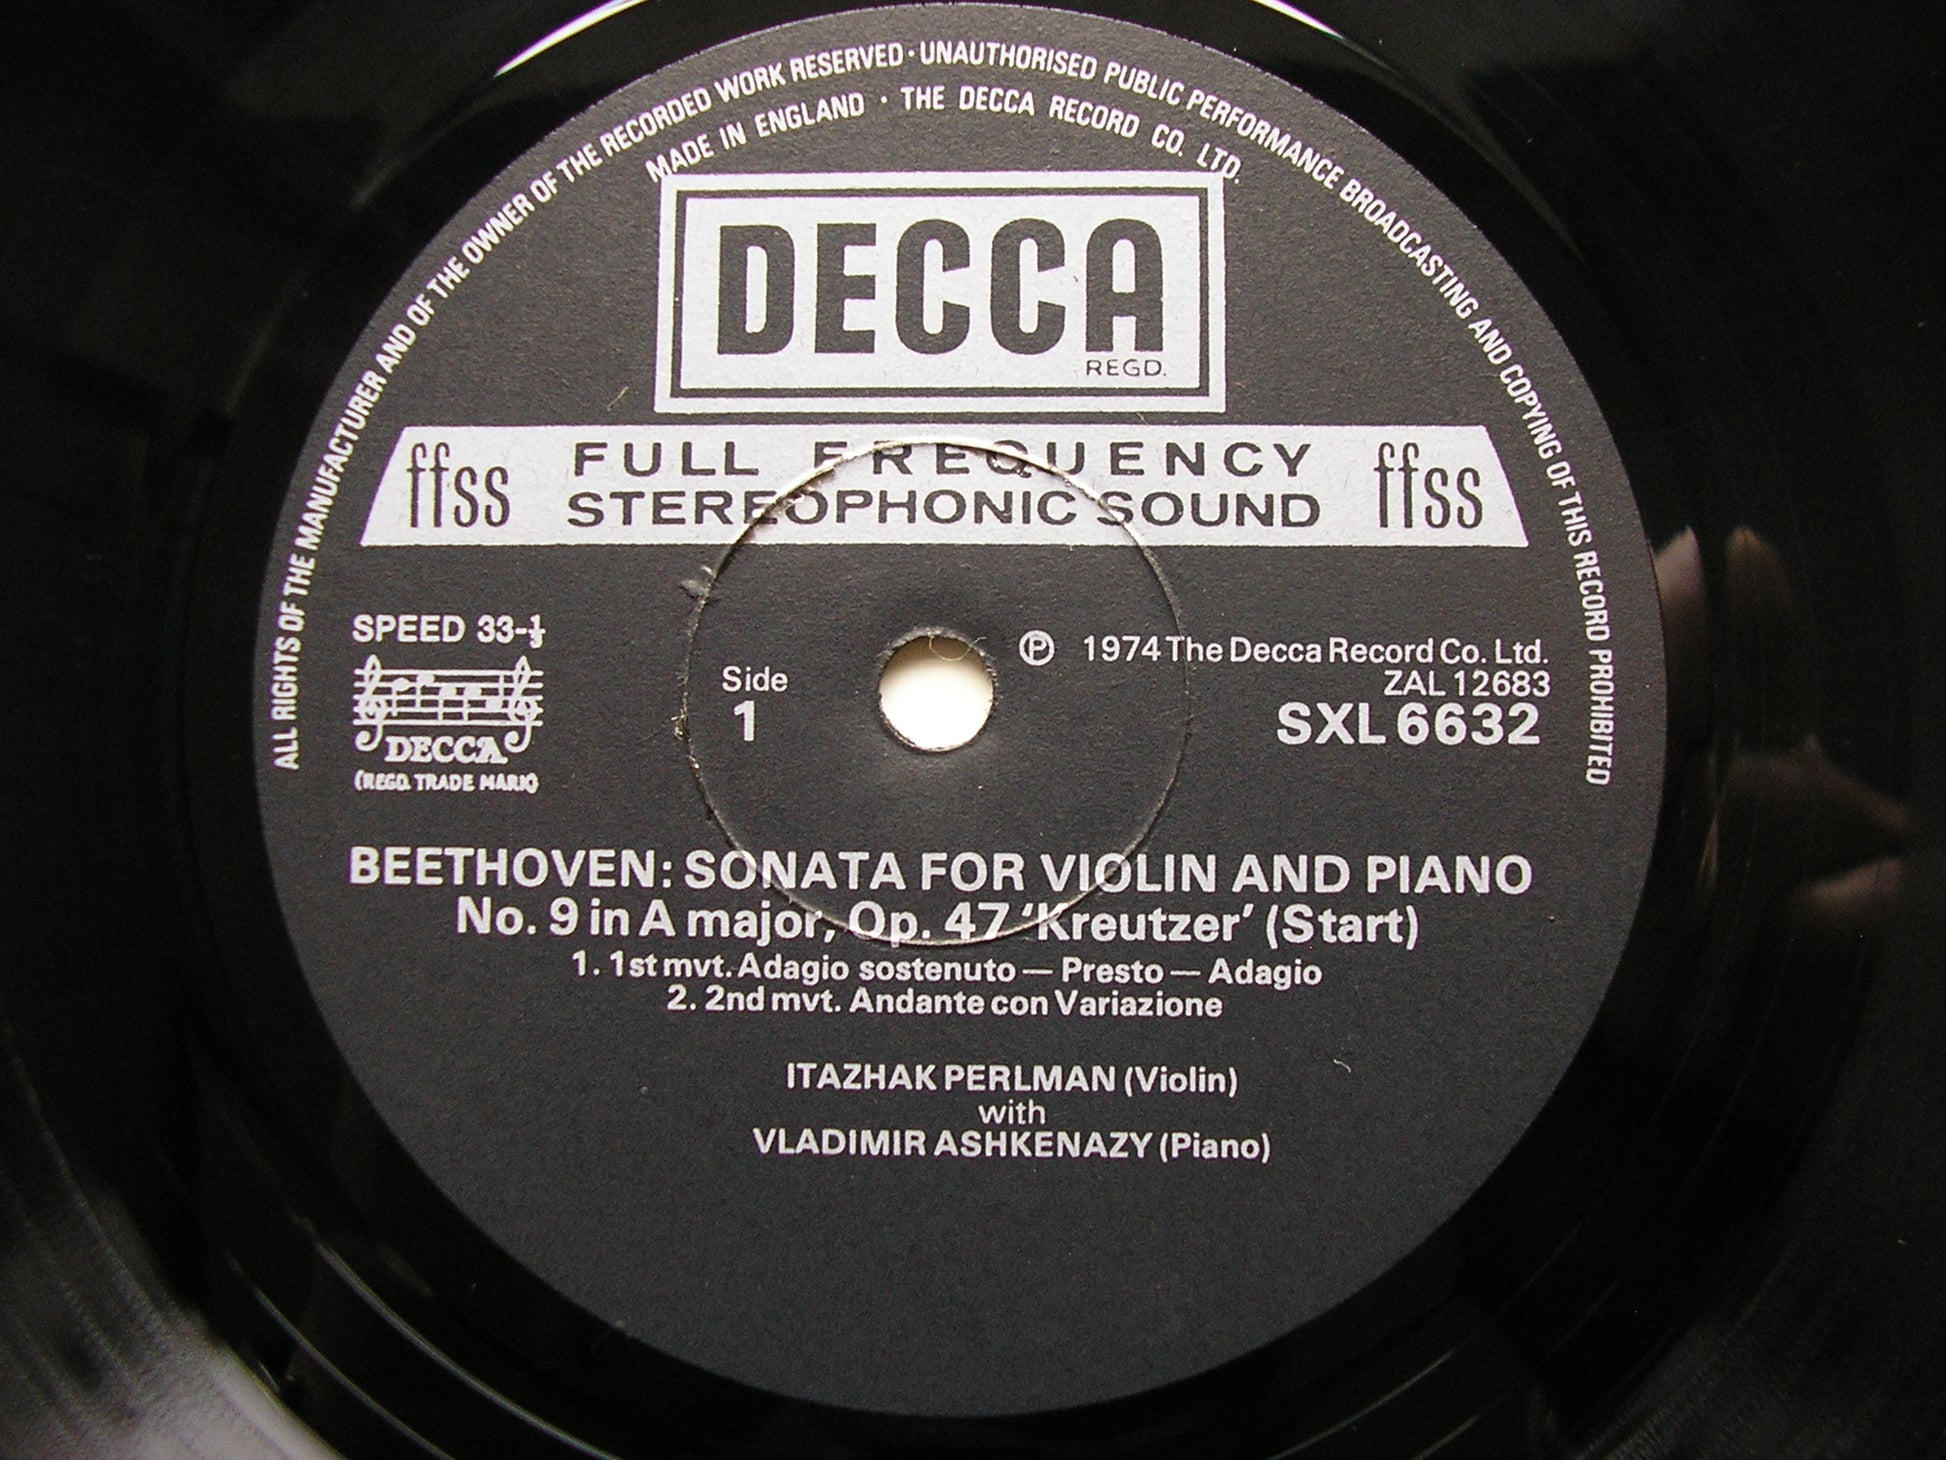 ALL RIGHTS OF THE MANUFACTURER AND OF THE OWNER OF THE RECORDED WORK RESERVED · UNAUTHORISED PUBLIC PERFORMANCE BROADCASTING AND COPYING OF THIS RECORD PROHIBITED
MADE IN ENGLAND · THE DECCA RECORD CO. LTD.
DECCA
REGD.
ffss FULL FREQUENCY ffss
STEREOPHONIC SOUND
SPEED 33-⅓
DECCA
(REGD. TRADE MARK)
Side
1
℗ 1974 The Decca Record Co. Ltd.
ZAL 12683
SXL 6632
BEETHOVEN: SONATA FOR VIOLIN AND PIANO
No. 9 in A major, Op. 47 'Kreutzer' (Start)
1. 1st mvt. Adagio sostenuto — Presto — Adagio
2. 2nd mvt. Andante con Variazione
ITAZHAK PERLMAN (Violin)
with
VLADIMIR ASHKENAZY (Piano)